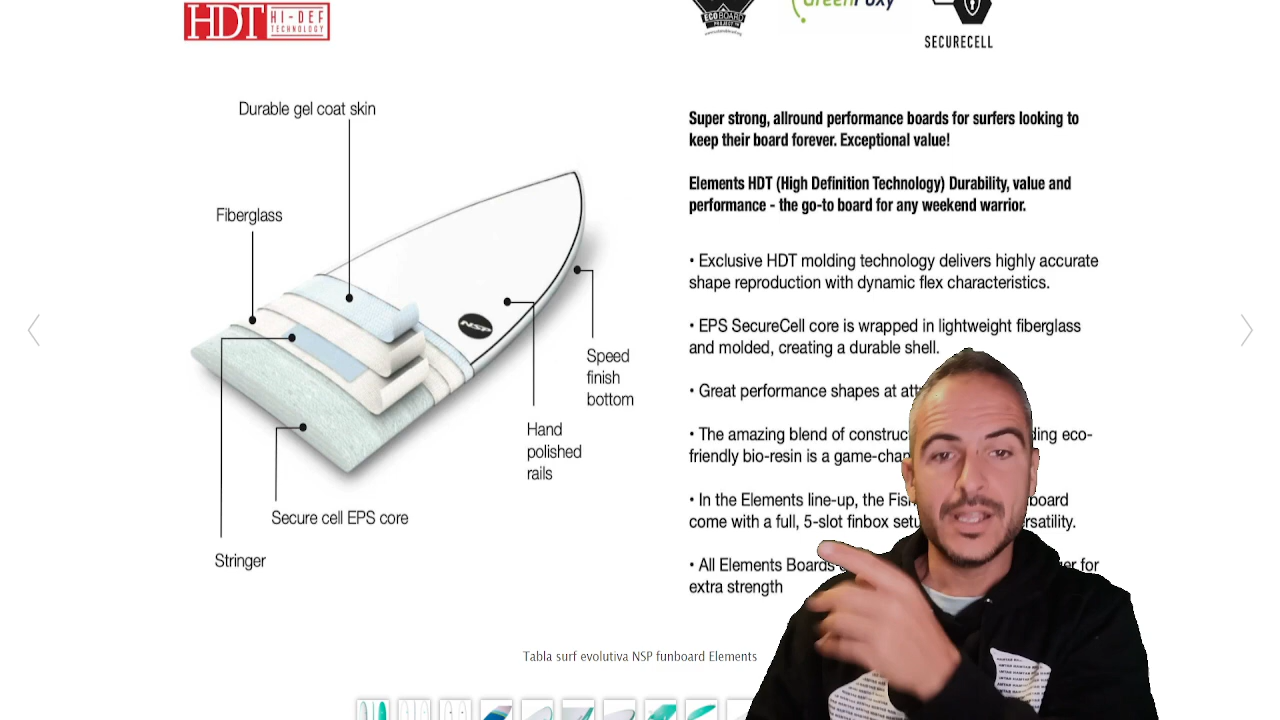 HDT HI-DEF
TECHNOLOGY
ECOBOARD
PROJECT
GreenPoxy
SECURECELL
Durable gel coat skin
Fiberglass
NSP
Speed
finish
bottom
Hand
polished
rails
Secure cell EPS core
Stringer
Super strong, allround performance boards for surfers looking to
keep their board forever. Exceptional value!
Elements HDT (High Definition Technology) Durability, value and
performance - the go-to board for any weekend warrior.
• Exclusive HDT molding technology delivers highly accurate
shape reproduction with dynamic flex characteristics.
• EPS SecureCell core is wrapped in lightweight fiberglass
and molded, creating a durable shell.
• Great performance shapes at
• The amazing blend of eco-
friendly bio-resin is a
• In the Elements line-up, the
come with a full, 5-slot finbox
• All Elements Boards for
extra strength
Tabla surf evolutiva NSP funboard Elements